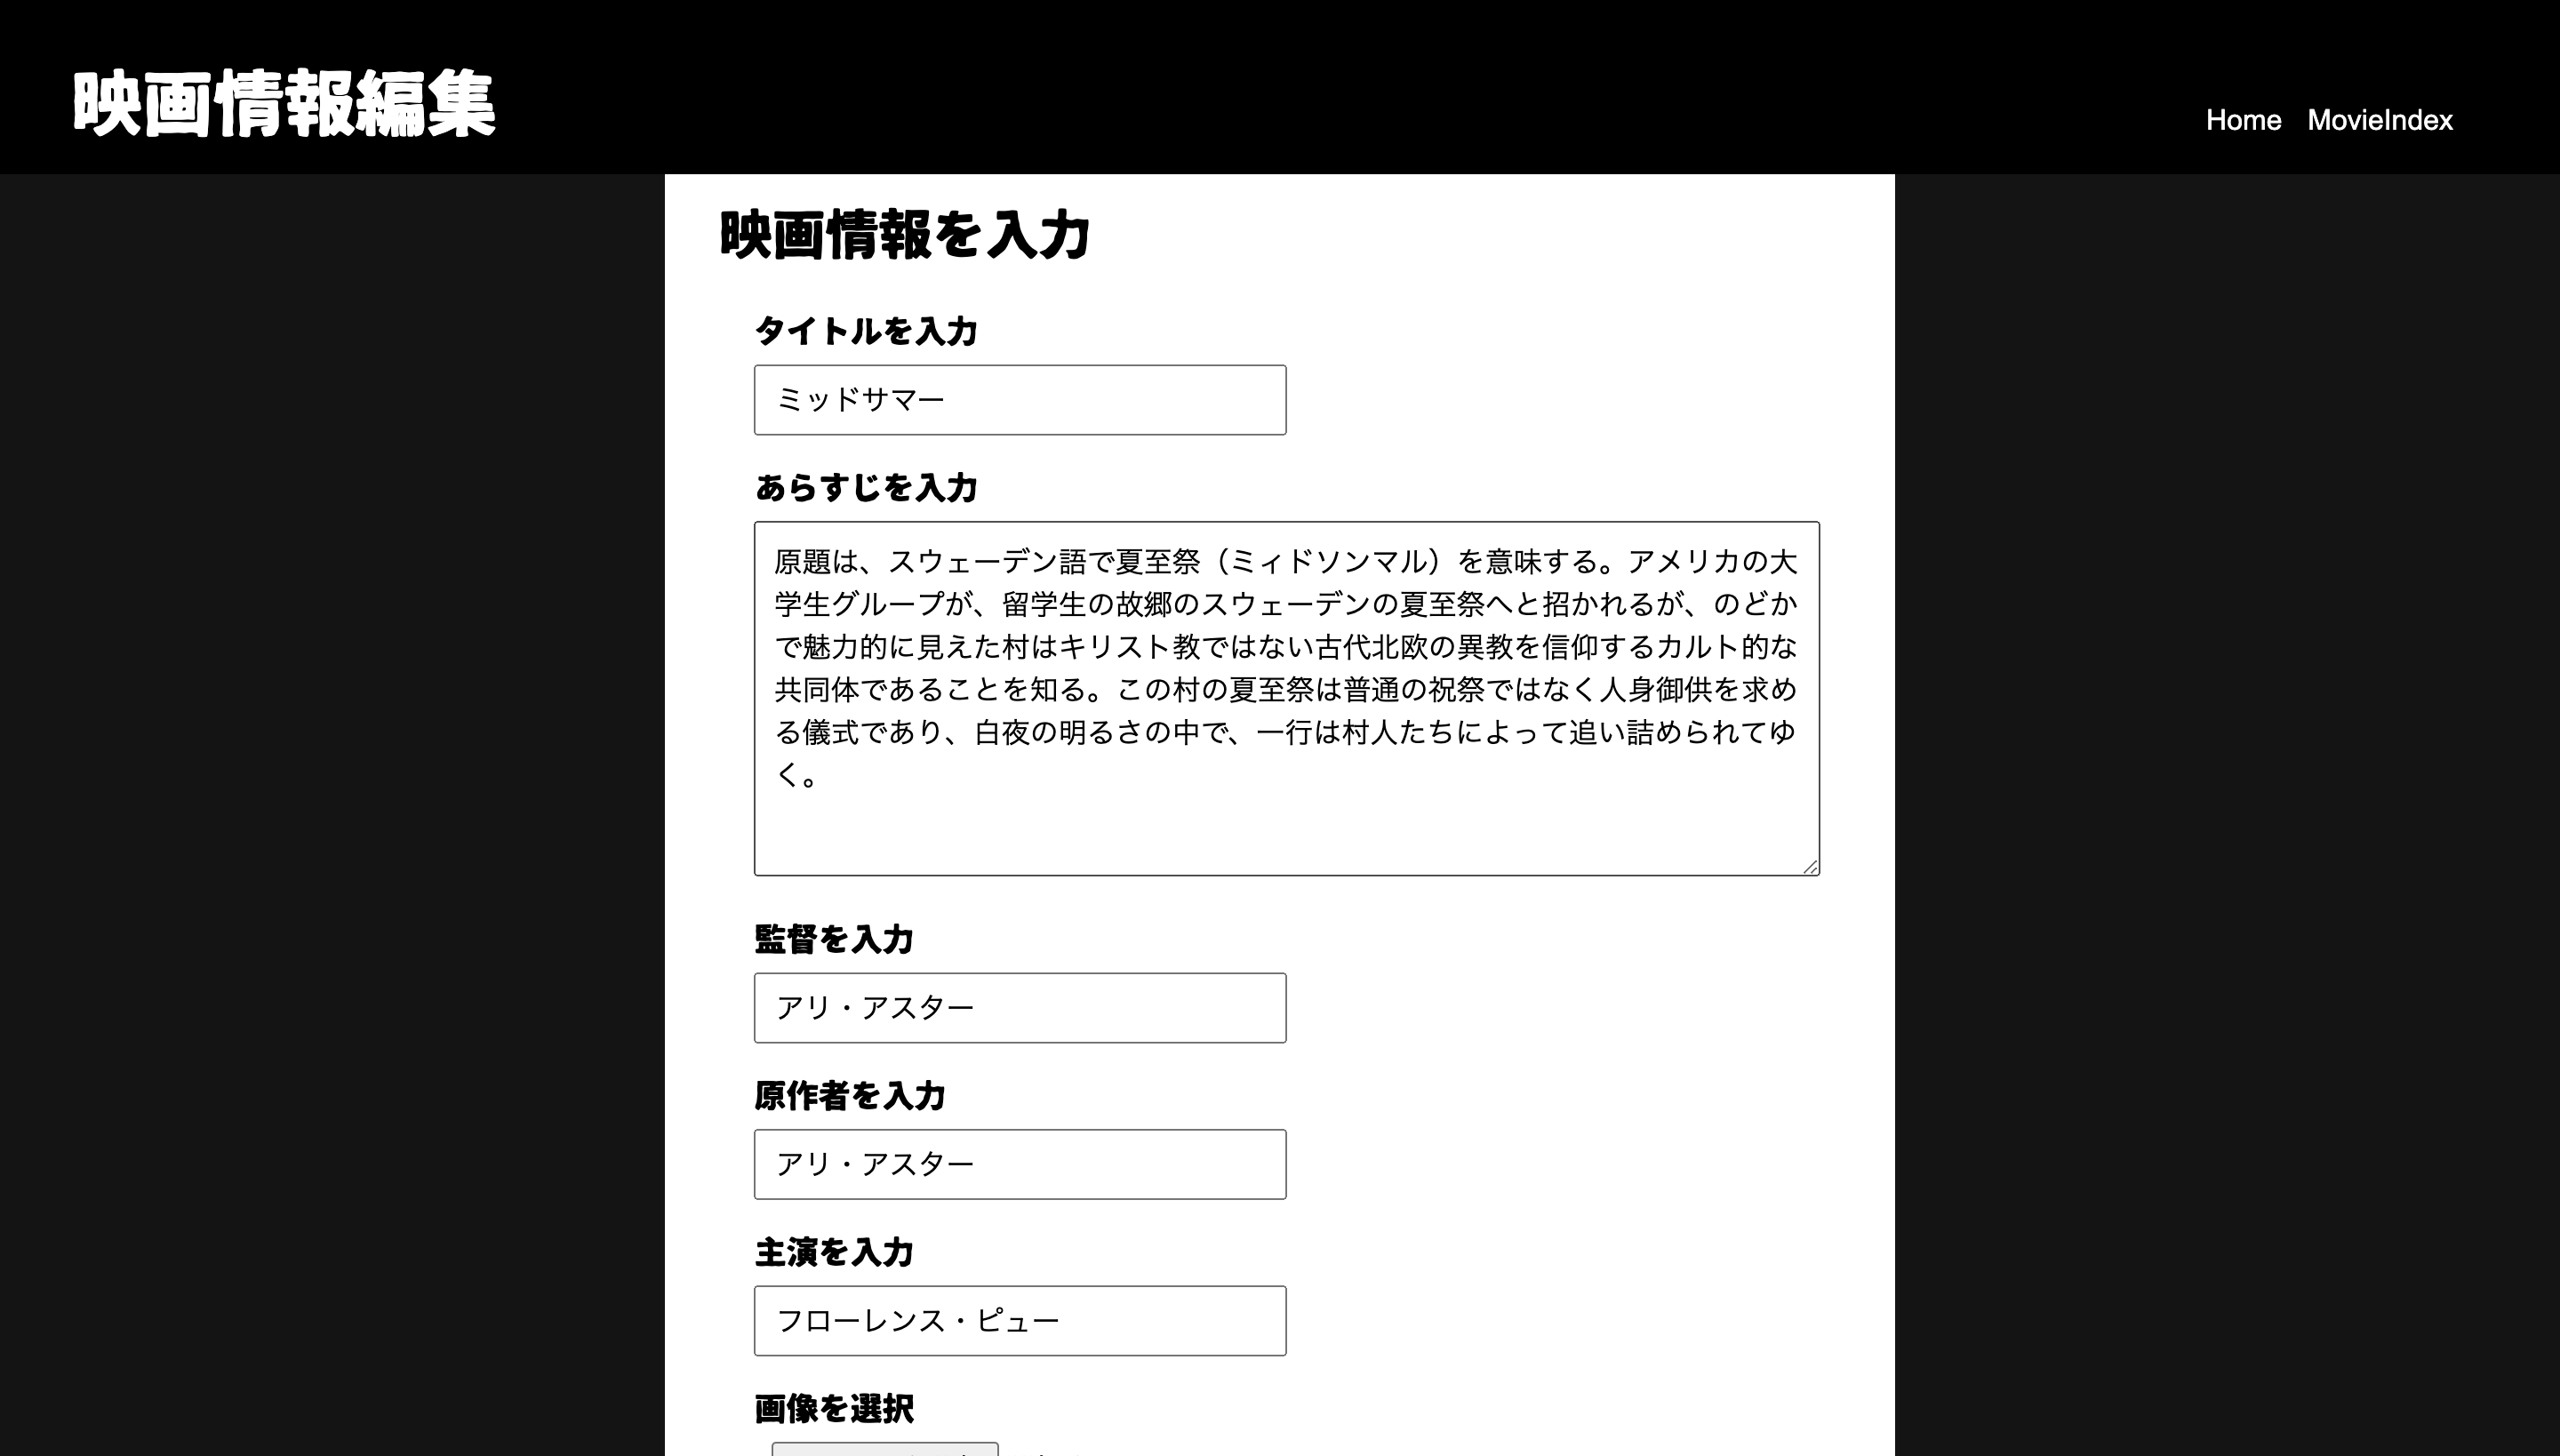 映画情報編集
Home MovieIndex
映画情報を入力
タイトルを入力
ミッドサマー
あらすじを入力
原題は、スウェーデン語で夏至祭（ミィドソンマル）を意味する。アメリカの大
学生グループが、留学生の故郷のスウェーデンの夏至祭へと招かれるが、のどか
で魅力的に見えた村はキリスト教ではない古代北欧の異教を信仰するカルト的な
共同体であることを知る。この村の夏至祭は普通の祝祭ではなく人身御供を求め
る儀式であり、白夜の明るさの中で、一行は村人たちによって追い詰められてゆ
く。
監督を入力
アリ・アスター
原作者を入力
アリ・アスター
主演を入力
フローレンス・ピュー
画像を選択